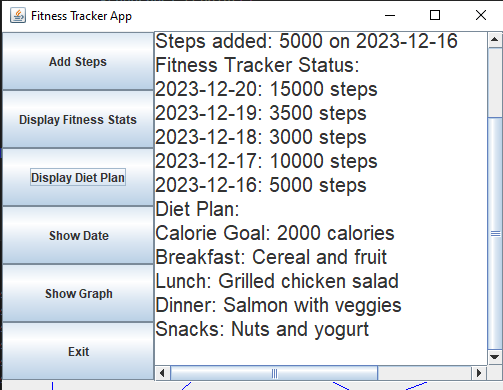 Fitness Tracker App
Add Steps
Display Fitness Stats
Display Diet Plan
Show Date
Show Graph
Exit
Steps added: 5000 on 2023-12-16
Fitness Tracker Status:
2023-12-20: 15000 steps
2023-12-19: 3500 steps
2023-12-18: 3000 steps
2023-12-17: 10000 steps
2023-12-16: 5000 steps
Diet Plan:
Calorie Goal: 2000 calories
Breakfast: Cereal and fruit
Lunch: Grilled chicken salad
Dinner: Salmon with veggies
Snacks: Nuts and yogurt